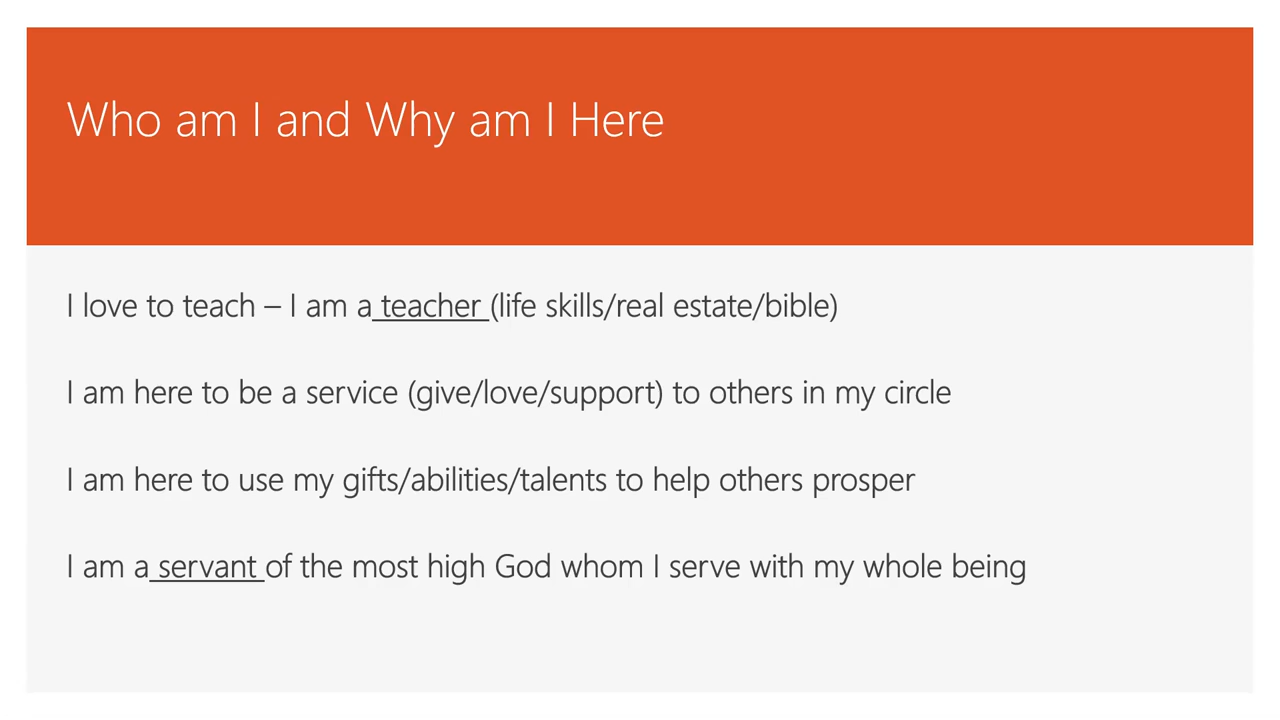 Who am I and Why am I Here
I love to teach – I am a teacher (life skills/real estate/bible)
I am here to be a service (give/love/support) to others in my circle
I am here to use my gifts/abilities/talents to help others prosper
I am a servant of the most high God whom I serve with my whole being